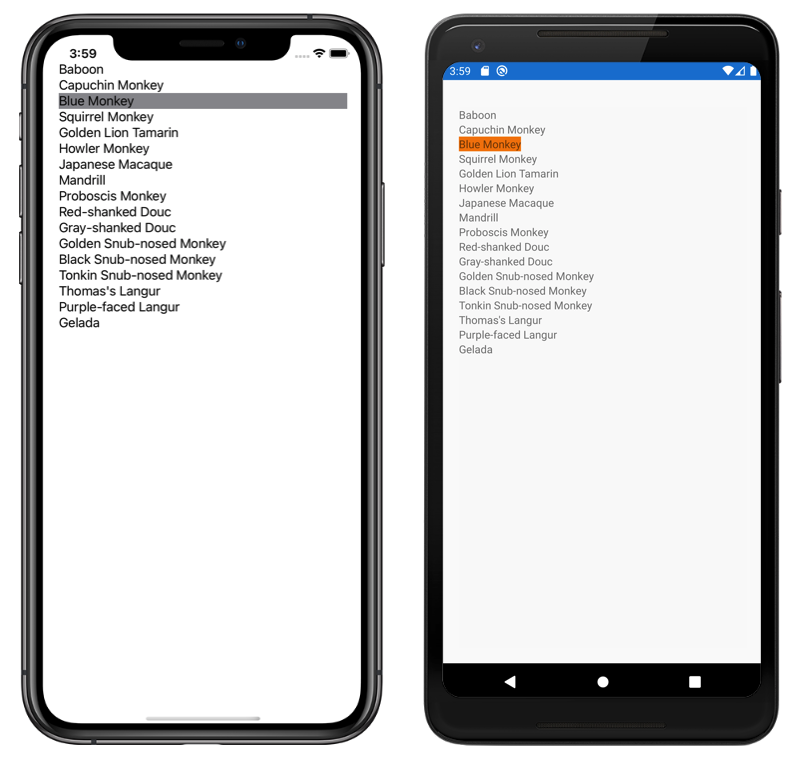 3:59
Baboon
Capuchin Monkey
Blue Monkey
Squirrel Monkey
Golden Lion Tamarin
Howler Monkey
Japanese Macaque
Mandrill
Proboscis Monkey
Red-shanked Douc
Gray-shanked Douc
Golden Snub-nosed Monkey
Black Snub-nosed Monkey
Tonkin Snub-nosed Monkey
Thomas's Langur
Purple-faced Langur
Gelada
3:59
Baboon
Capuchin Monkey
Blue Monkey
Squirrel Monkey
Golden Lion Tamarin
Howler Monkey
Japanese Macaque
Mandrill
Proboscis Monkey
Red-shanked Douc
Gray-shanked Douc
Golden Snub-nosed Monkey
Black Snub-nosed Monkey
Tonkin Snub-nosed Monkey
Thomas's Langur
Purple-faced Langur
Gelada